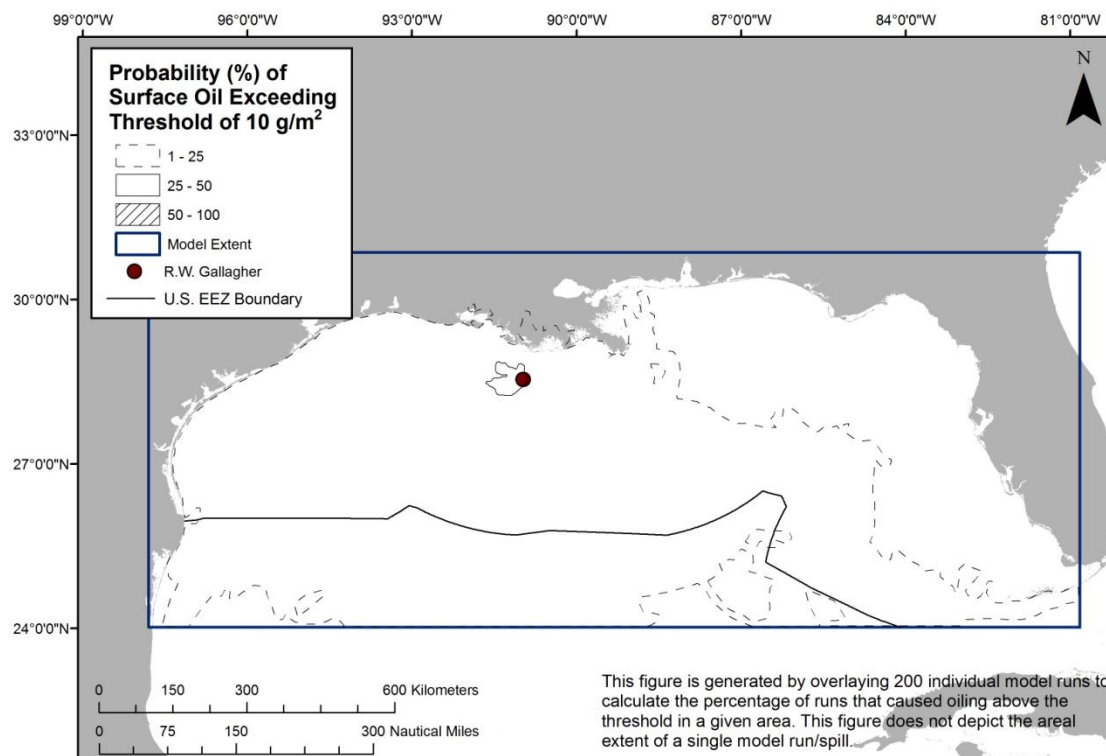 99°0'0"W 96°0'0"W 93°0'0"W 90°0'0"W 87°0'0"W 84°0'0"W 81°0'0"W
Probability (%) of
Surface Oil Exceeding
Threshold of 10 g/m²
1 - 25
25 - 50
50 - 100
Model Extent
R.W. Gallagher
U.S. EEZ Boundary
N
33°0'0"N
30°0'0"N
27°0'0"N
24°0'0"N
0 150 300 600 Kilometers
0 75 150 300 Nautical Miles
This figure is generated by overlaying 200 individual model runs to
calculate the percentage of runs that caused oiling above the
threshold in a given area. This figure does not depict the areal
extent of a single model run/spill.